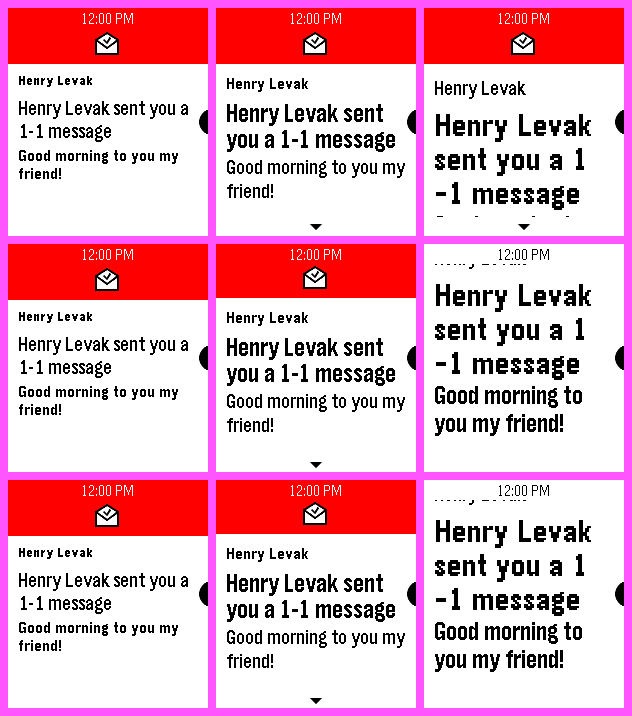 12:00 PM
Henry Levak
Henry Levak sent you a
1-1 message
Good morning to you my
friend!
12:00 PM
Henry Levak
Henry Levak sent
you a 1-1 message
Good morning to you my
friend!
12:00 PM
Henry Levak
Henry Levak
sent you a 1
-1 message
12:00 PM
Henry Levak
Henry Levak sent you a
1-1 message
Good morning to you my
friend!
12:00 PM
Henry Levak
Henry Levak sent
you a 1-1 message
Good morning to you my
friend!
12:00 PM
Henry Levak
sent you a 1
-1 message
Good morning to
you my friend!
12:00 PM
Henry Levak
Henry Levak sent you a
1-1 message
Good morning to you my
friend!
12:00 PM
Henry Levak
Henry Levak sent
you a 1-1 message
Good morning to you my
friend!
12:00 PM
Henry Levak
sent you a 1
-1 message
Good morning to
you my friend!